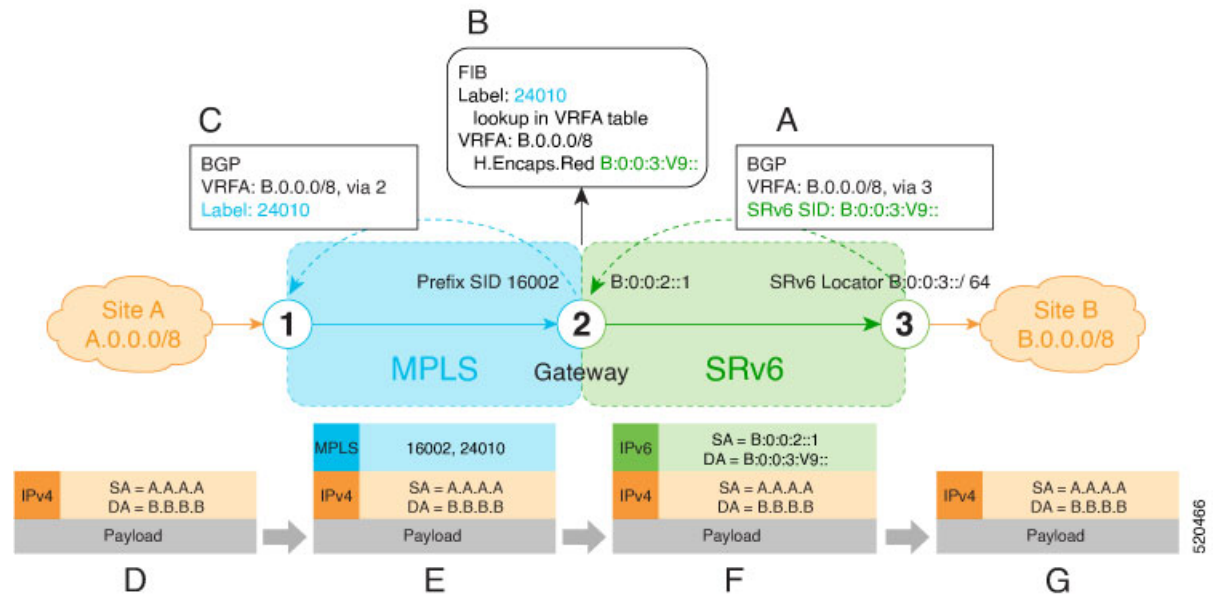 B
FIB
Label: 24010
lookup in VRFA table
VRFA: B.0.0.0/8
H.Encaps.Red B:0:0:3:V9::
C
BGP
VRFA: B.0.0.0/8, via 2
Label: 24010
A
BGP
VRFA: B.0.0.0/8, via 3
SRv6 SID: B:0:0:3:V9::
Prefix SID 16002
B:0:0:2::1
SRv6 Locator B:0:0:3::/ 64
Site A
A.0.0.0/8
1
2
3
Site B
B.0.0.0/8
MPLS
Gateway
SRv6
IPv4
SA = A.A.A.A
DA = B.B.B.B
Payload
D
MPLS
16002, 24010
IPv4
SA = A.A.A.A
DA = B.B.B.B
Payload
E
IPv6
SA = B:0:0:2::1
DA = B:0:0:3:V9::
IPv4
SA = A.A.A.A
DA = B.B.B.B
Payload
F
IPv4
SA = A.A.A.A
DA = B.B.B.B
Payload
G
520466